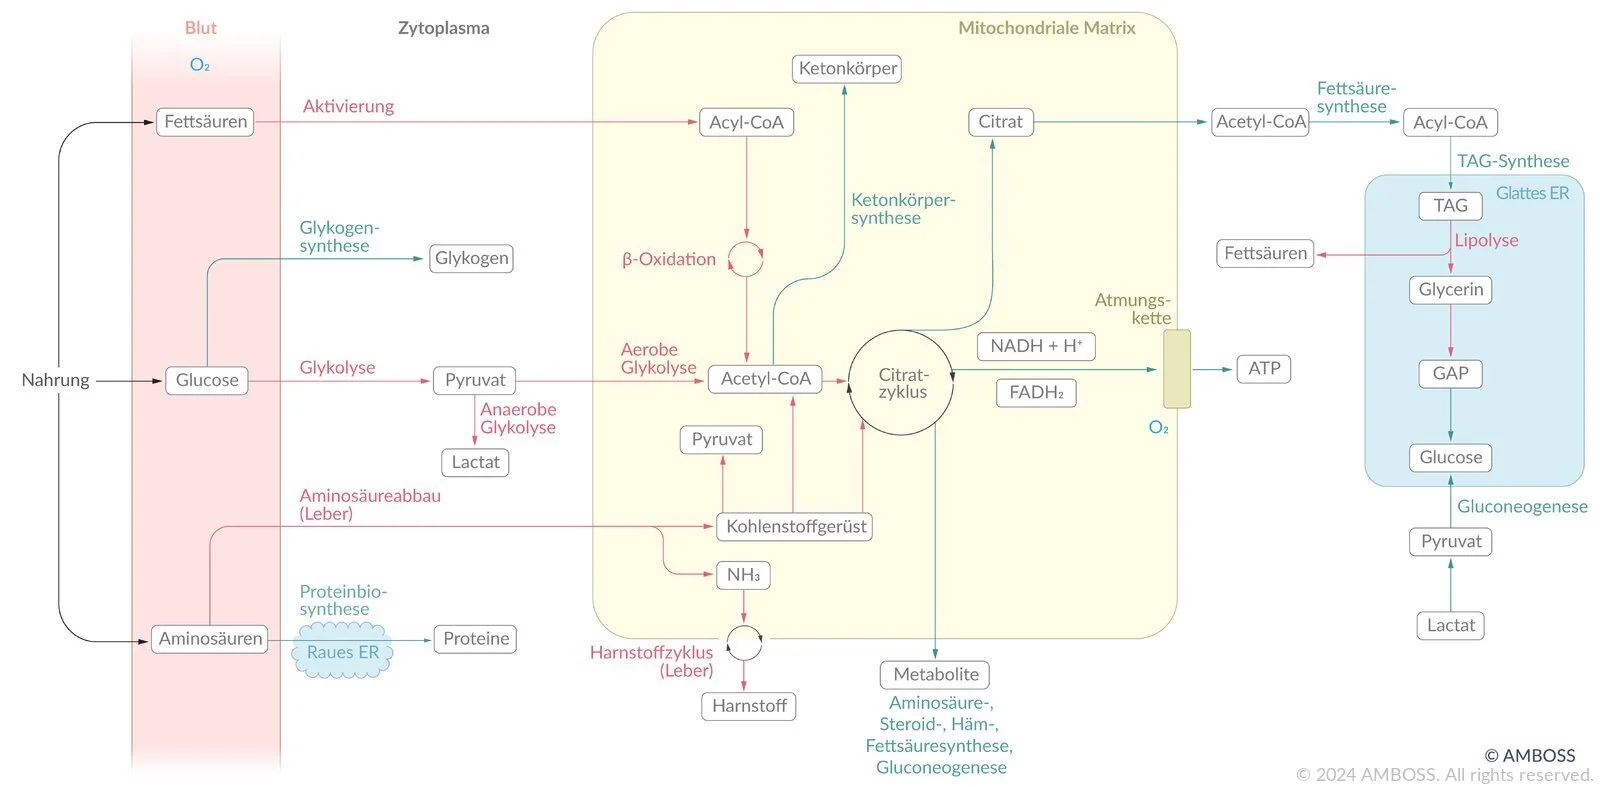 Blut
Zytoplasma
Mitochondriale Matrix
O₂
Ketonkörper
Fettsäure-
synthese
Fettsäuren
Aktivierung
Acyl-CoA
Citrat
Acetyl-CoA
Acyl-CoA
TAG-Synthese
Glattes ER
TAG
Ketonkörper-
synthese
Glykogen-
synthese
Glykogen
β-Oxidation
Lipolyse
Fettsäuren
Glycerin
Atmungs-
kette
Nahrung
Glucose
Glykolyse
Pyruvat
Aerobe
Glykolyse
Acetyl-CoA
Citrat-
zyklus
NADH + H⁺
FADH₂
ATP
GAP
Anaerobe
Glykolyse
Lactat
Pyruvat
O₂
Glucose
Aminosäureabbau
(Leber)
Kohlenstoffgerüst
Gluconeogenese
Pyruvat
NH₃
Proteinbio-
synthese
Aminosäuren
Raues ER
Proteine
Harnstoffzyklus
(Leber)
Lactat
Harnstoff
Metabolite
Aminosäure-,
Steroid-, Häm-,
Fettsäuresynthese,
Gluconeogenese
© AMBOSS
© 2024 AMBOSS. All rights reserved.